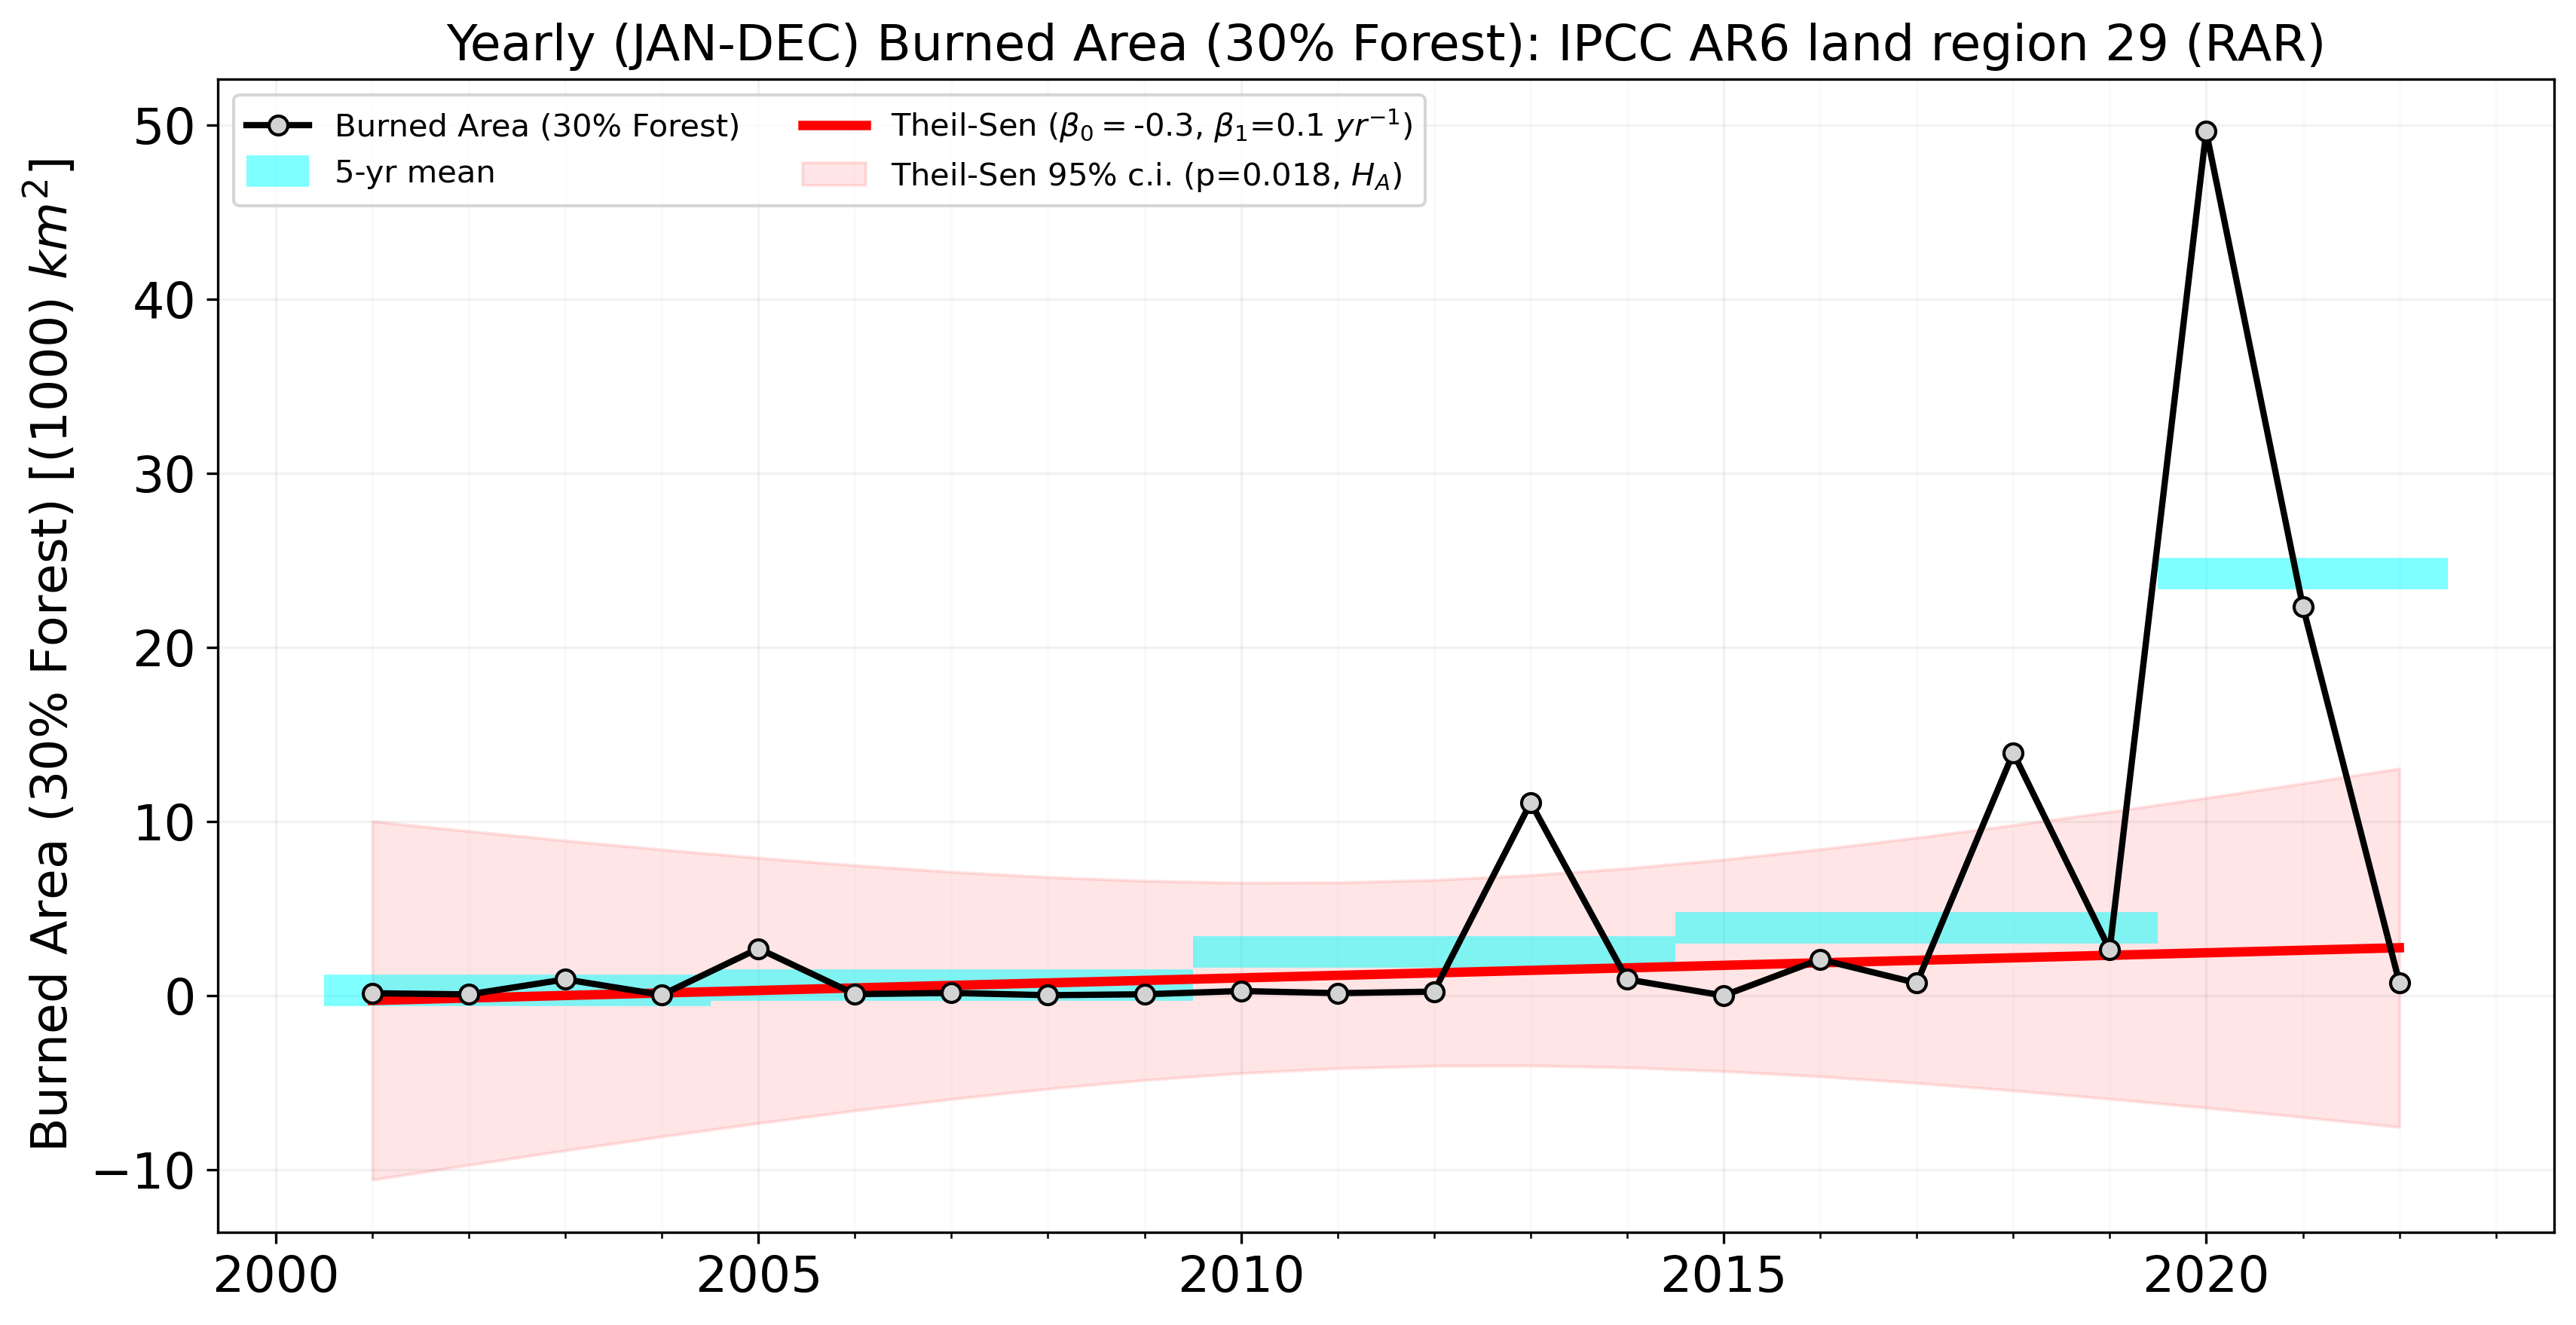 Yearly (JAN-DEC) Burned Area (30% Forest): IPCC AR6 land region 29 (RAR)
Burned Area (30% Forest)
5-yr mean
Theil-Sen (β₀ = -0.3, β₁=0.1 yr⁻¹)
Theil-Sen 95% c.i. (p=0.018, H_A)
Burned Area (30% Forest) [(1000) km²]
50
40
30
20
10
0
−10
2000 2005 2010 2015 2020